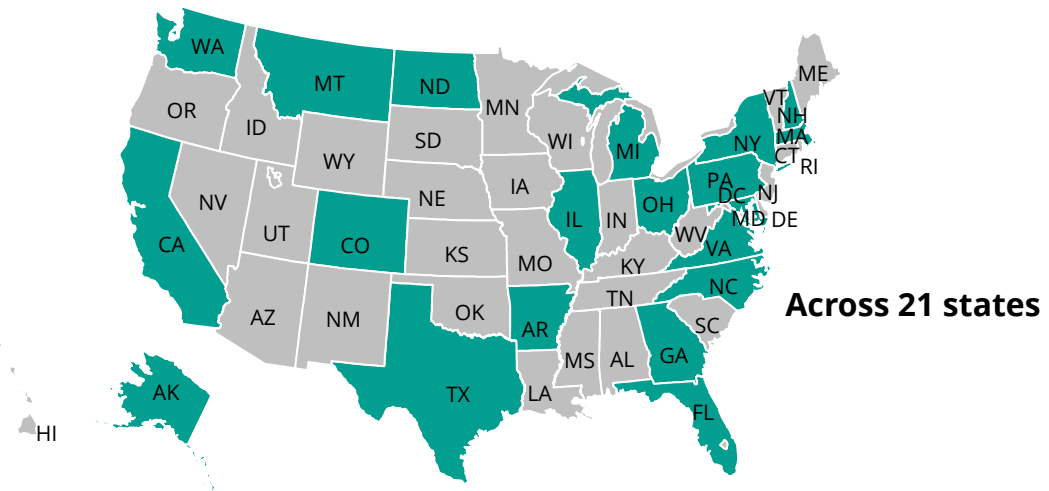 WA
MT
ND
MN
ME
VT
NH
OR
ID
SD
WI
MI
NY
MA
CT
RI
WY
IA
NE
PA
DC
NJ
NV
IL
IN
OH
MD
DE
UT
CO
KS
MO
WV
VA
CA
KY
NC
AZ
NM
OK
TN
SC
Across 21 states
AR
MS
AL
GA
AK
TX
LA
FL
HI